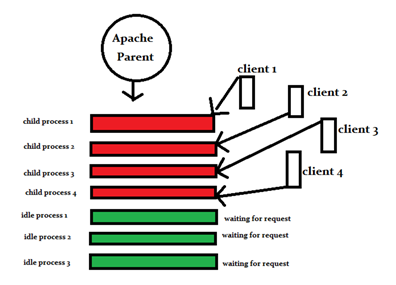 Apache
Parent
client 1
client 2
client 3
client 4
child process 1
child process 2
child process 3
child process 4
idle process 1
waiting for request
idle process 2
waiting for request
idle process 3
waiting for request